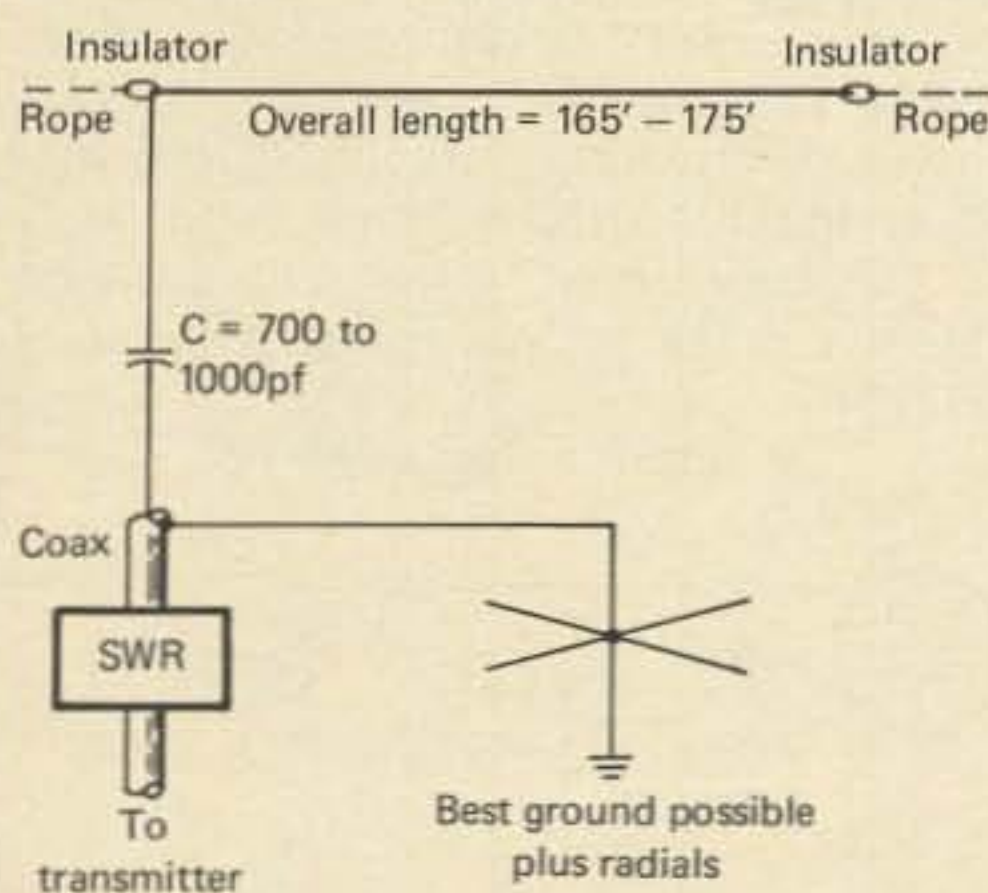 Insulator
Insulator
Rope
Overall length = 165′ – 175′
Rope
C = 700 to
1000pf
Coax
SWR
To
transmitter
Best ground possible
plus radials